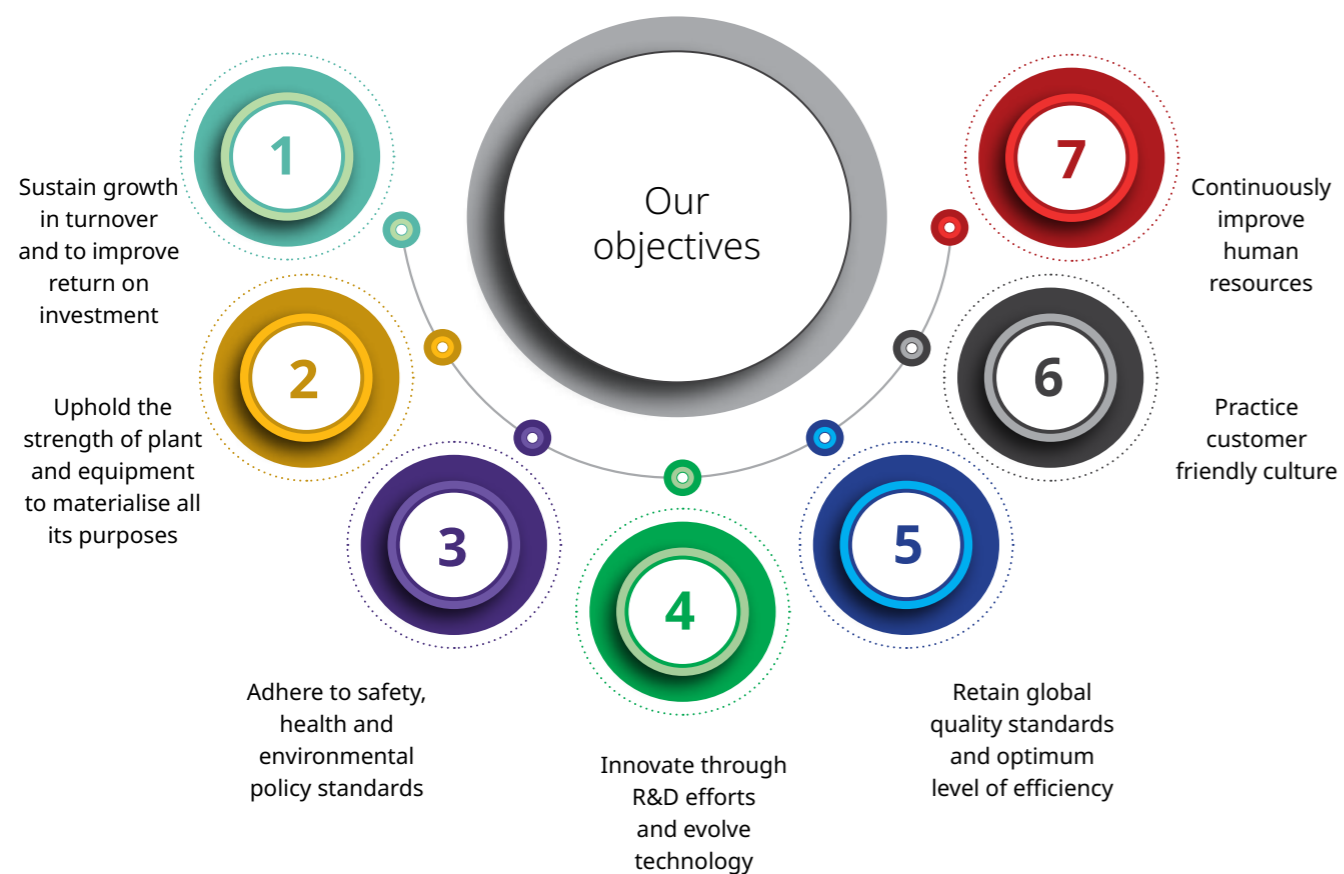 Our
objectives
1
Sustain growth
in turnover
and to improve
return on
investment
2
Uphold the
strength of plant
and equipment
to materialise all
its purposes
3
Adhere to safety,
health and
environmental
policy standards
4
Innovate through
R&D efforts
and evolve
technology
5
Retain global
quality standards
and optimum
level of efficiency
6
Practice
customer
friendly culture
7
Continuously
improve
human
resources